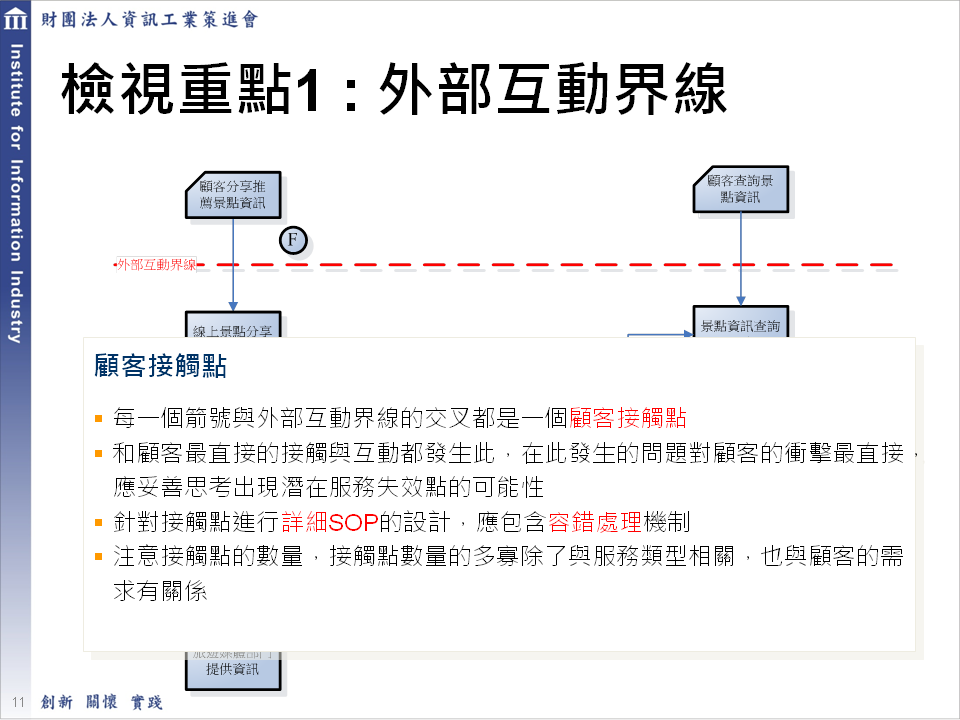 財團法人資訊工業策進會
Institute for Information Industry
檢視重點1：外部互動界線
顧客分享推
薦景點資訊
顧客查詢景
點資訊
F
外部互動界線
線上景點分享
景點資訊查詢
顧客接觸點
每一個箭號與外部互動界線的交叉都是一個顧客接觸點
和顧客最直接的接觸與互動都發生此，在此發生的問題對顧客的衝擊最直接，
應妥善思考出現潛在服務失效點的可能性
針對接觸點進行詳細SOP的設計，應包含容錯處理機制
注意接觸點的數量，接觸點數量的多寡除了與服務類型相關，也與顧客的需
求有關係
旅遊媒體部門
提供資訊
11
創新 關懷 實踐